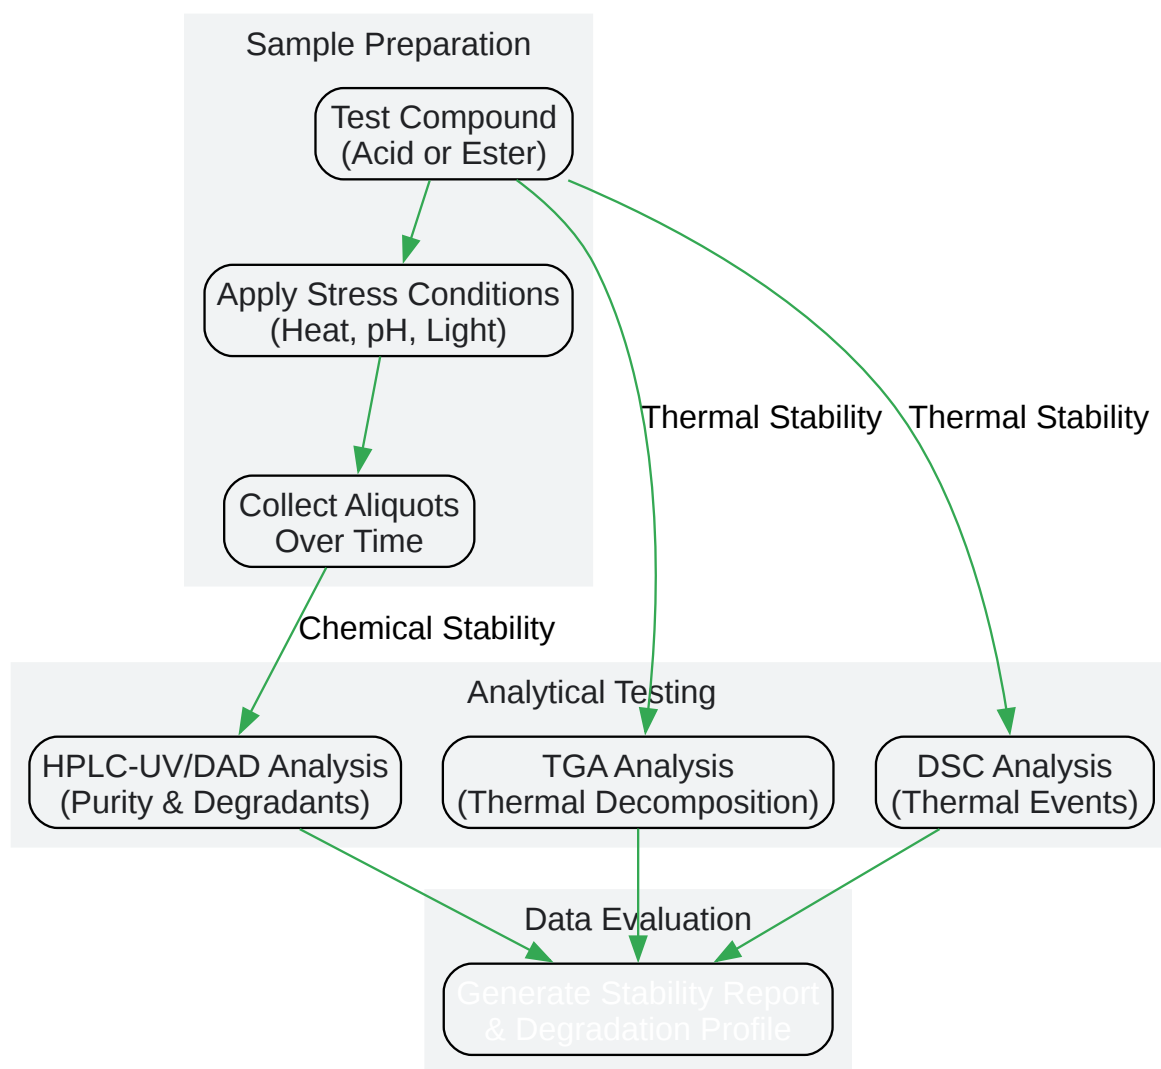 Sample Preparation
Test Compound
(Acid or Ester)
Apply Stress Conditions
(Heat, pH, Light)
Thermal Stability
Thermal Stability
Collect Aliquots
Over Time
Chemical Stability
Analytical Testing
HPLC-UV/DAD Analysis
(Purity & Degradants)
TGA Analysis
(Thermal Decomposition)
DSC Analysis
(Thermal Events)
Data Evaluation
Generate Stability Report
& Degradation Profile